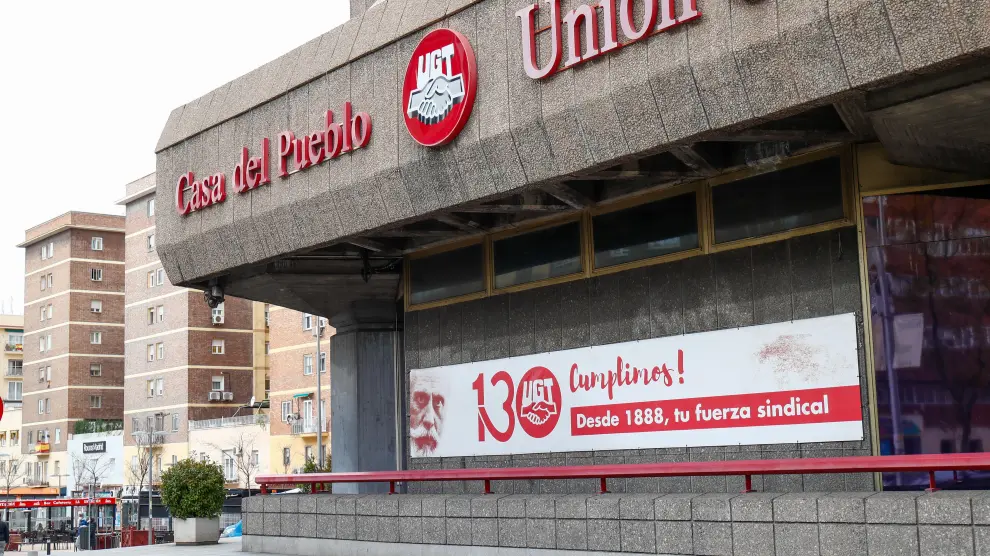 Casa del Pueblo
UGT
Unión
130
UGT
Cumplimos!
Desde 1888, tu fuerza sindical